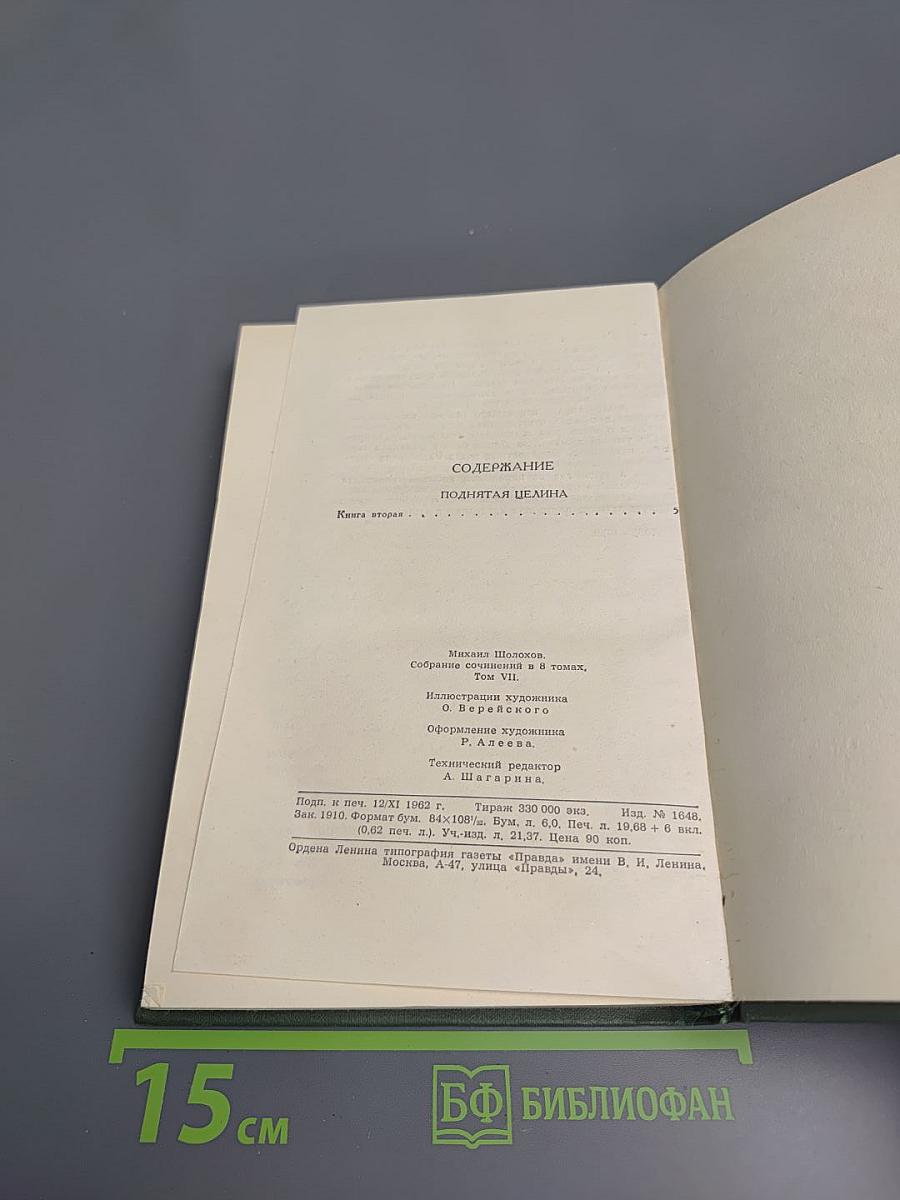 СОДЕРЖАНИЕ
ПОДНЯТАЯ ЦЕЛИНА
Книга вторая . . . . . . . . . . . . . . . . . . . . 5
Михаил Шолохов.
Собрание сочинений в 8 томах.
Том VII.
Иллюстрации художника
О. Верейского
Оформление художника
Р. Алеева.
Технический редактор
А. Шагарина.
Подп. к печ. 12/XI 1962 г. Тираж 330 000 экз. Изд. № 1648.
Зак. 1910. Формат бум. 84×108¹/₃₂. Бум. л. 6,0. Печ. л. 19,68 + 6 вкл.
(0,62 печ. л.). Уч.-изд. л. 21,37. Цена 90 коп.
Ордена Ленина типография газеты «Правда» имени В. И. Ленина.
Москва, А-47, улица «Правды», 24.
15 см
БФ БИБЛИОФАН